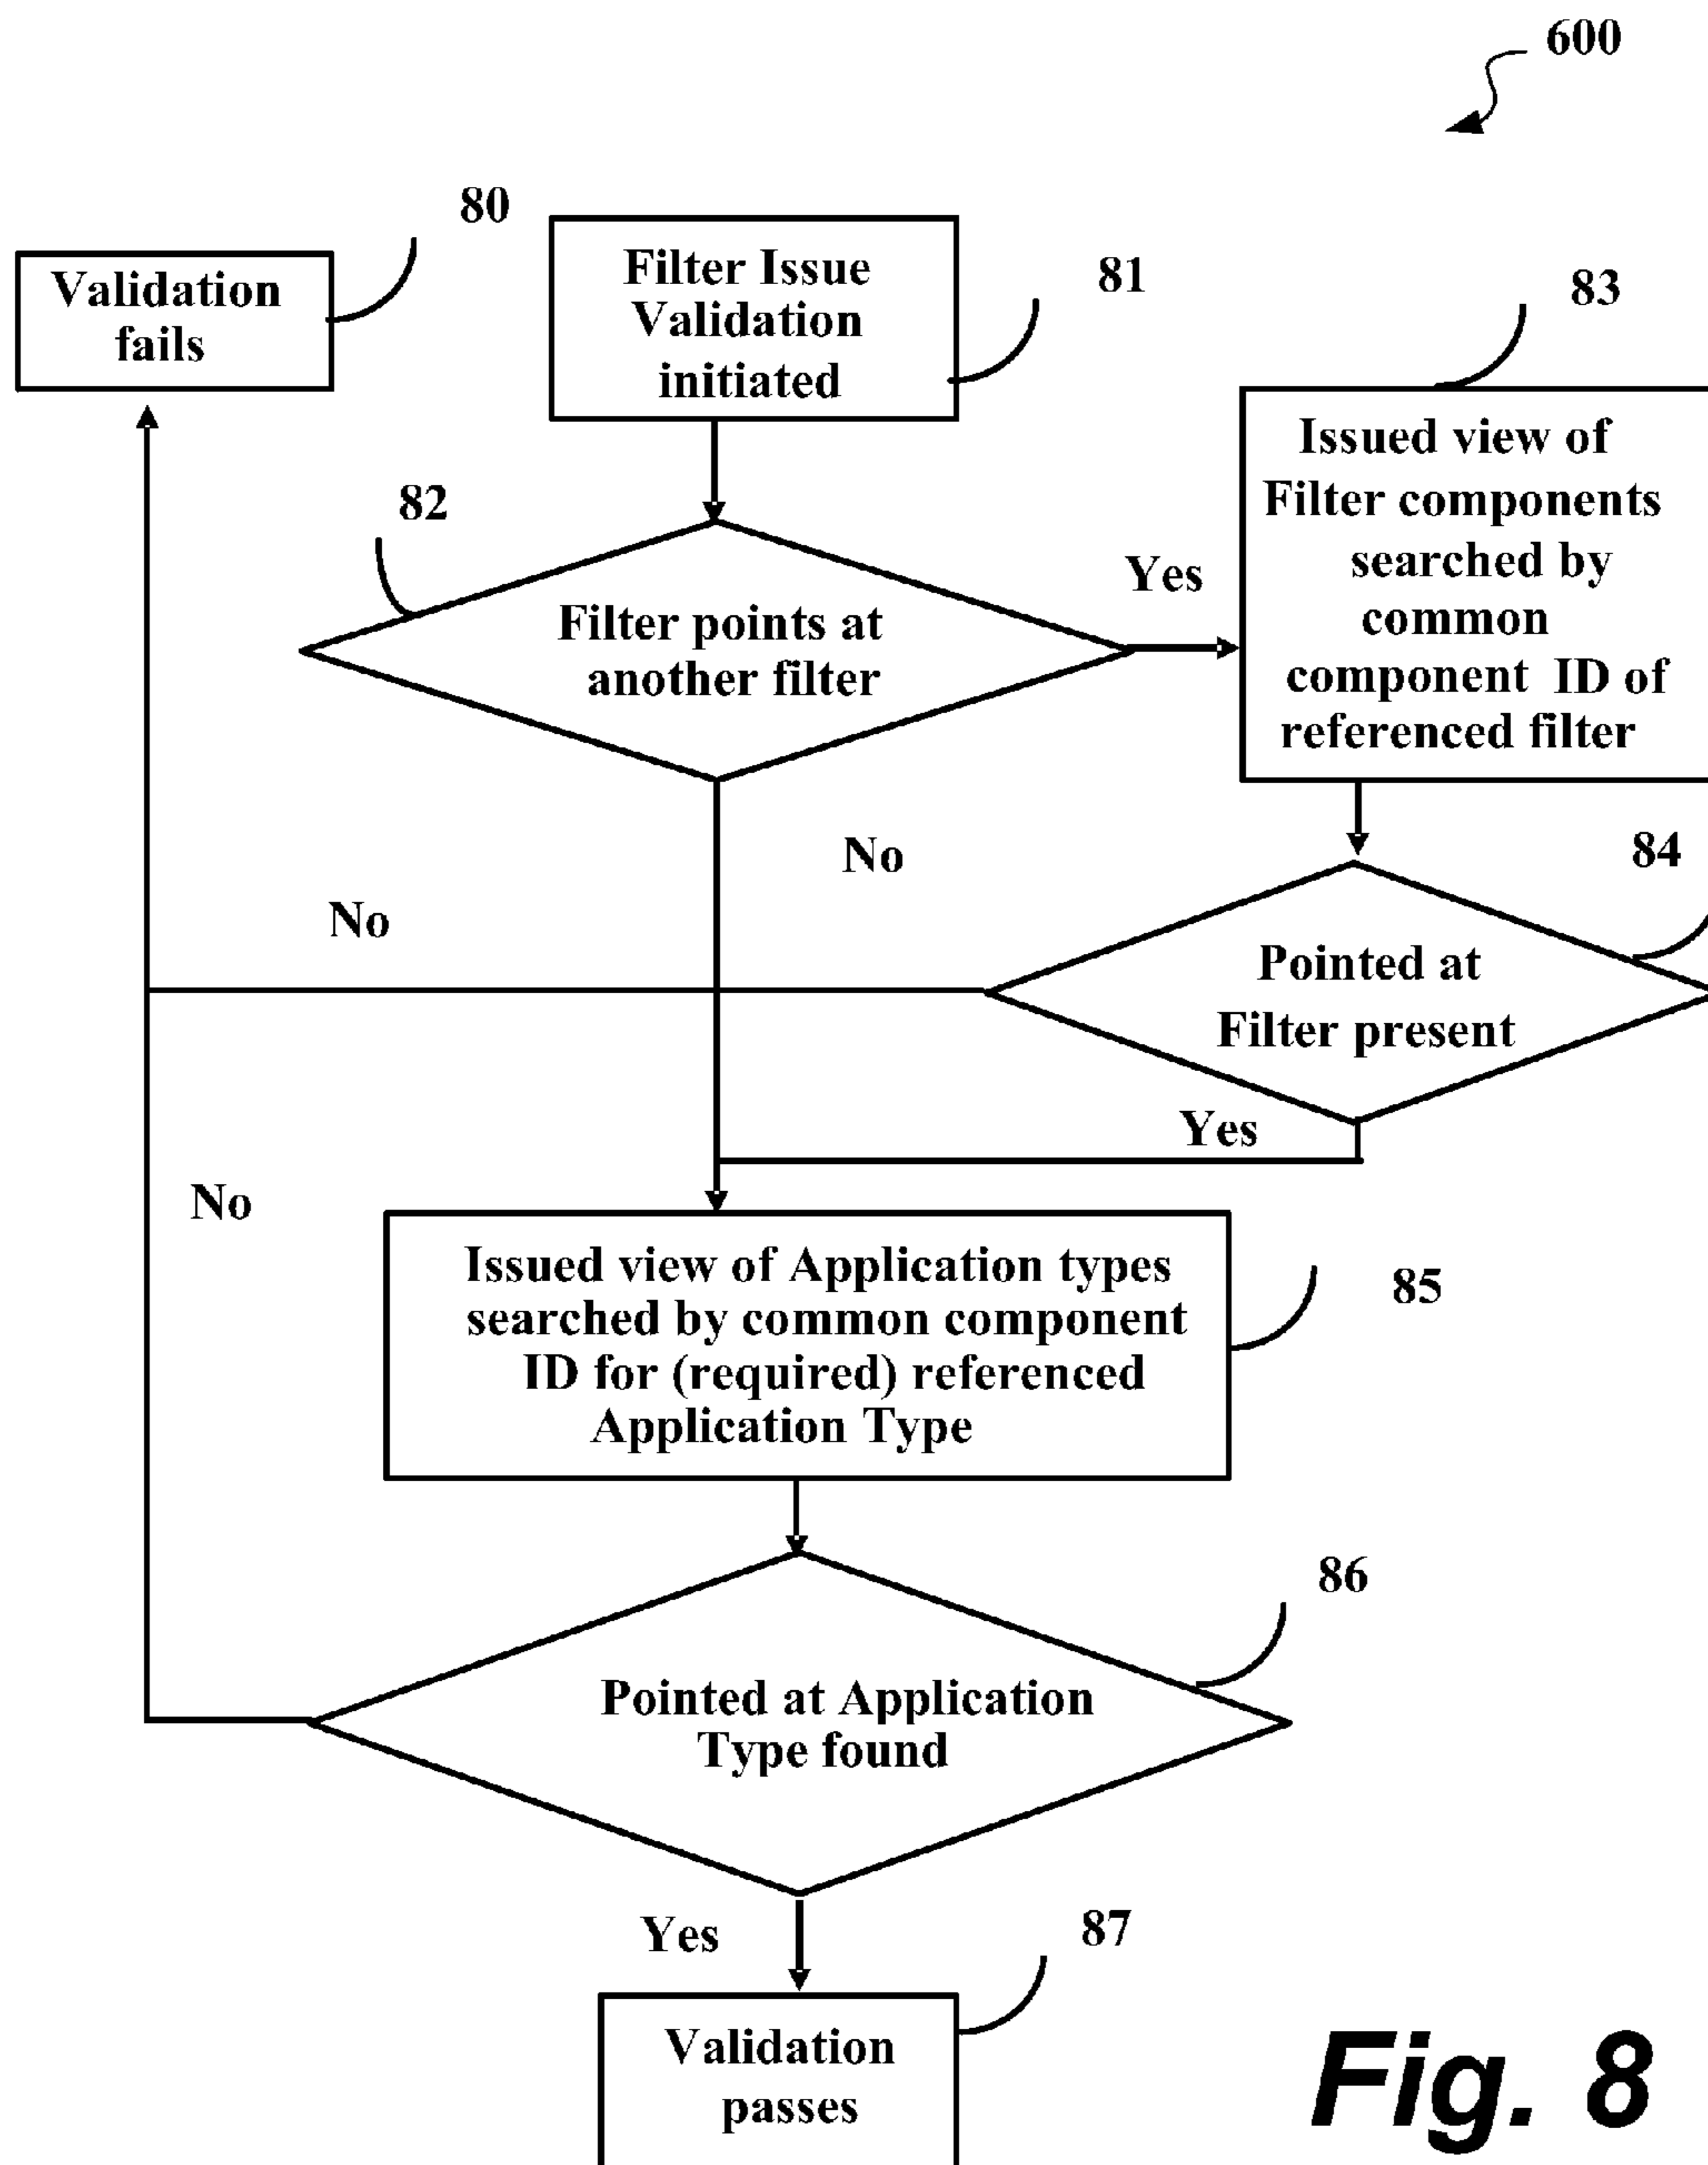 600
80
Validation
fails
Filter Issue
Validation
initiated
81
83
Issued view of
Filter components
searched by
common
component ID of
referenced filter
82
Filter points at
another filter
Yes
No
84
Pointed at
Filter present
No
Yes
No
Issued view of Application types
searched by common component
ID for (required) referenced
Application Type
85
86
Pointed at Application
Type found
Yes
87
Validation
passes
Fig. 8